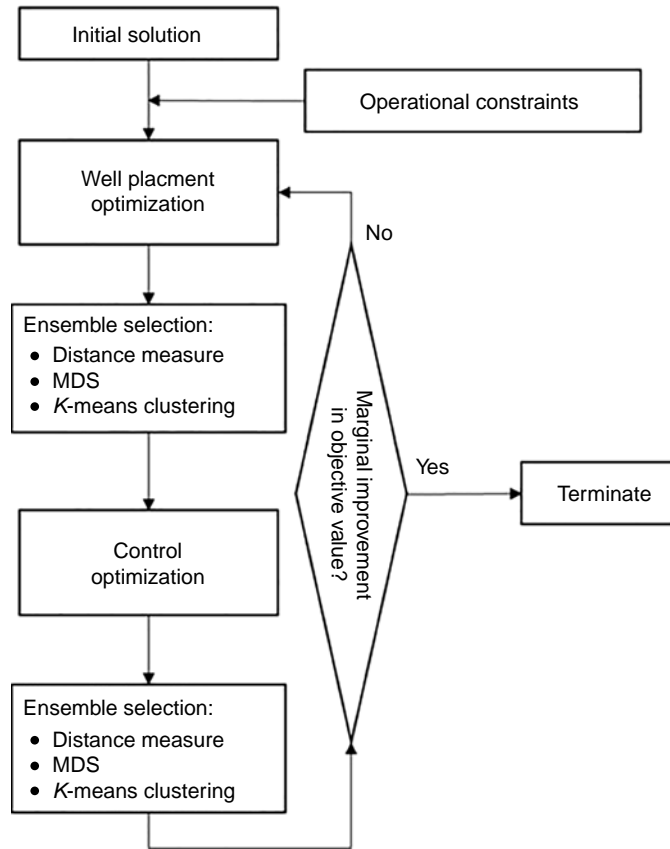 Initial solution
Operational constraints
Well placment
optimization
No
Ensemble selection:
● Distance measure
● MDS
● K-means clustering
Marginal improvement
in objective value?
Yes
Terminate
Control
optimization
Ensemble selection:
● Distance measure
● MDS
● K-means clustering